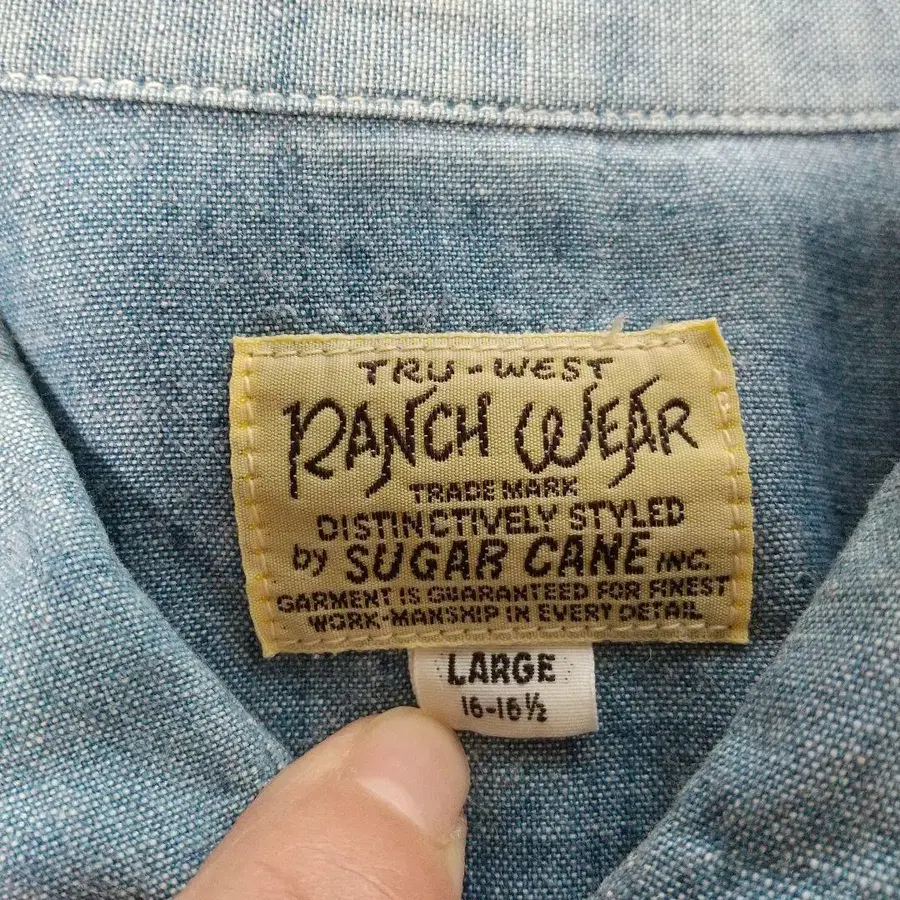 TRU-WEST
RANCH WEAR
TRADE MARK
DISTINCTIVELY STYLED
by SUGAR CANE INC.
GARMENT IS GUARANTEED FOR FINEST
WORK-MANSHIP IN EVERY DETAIL
LARGE
16-16½